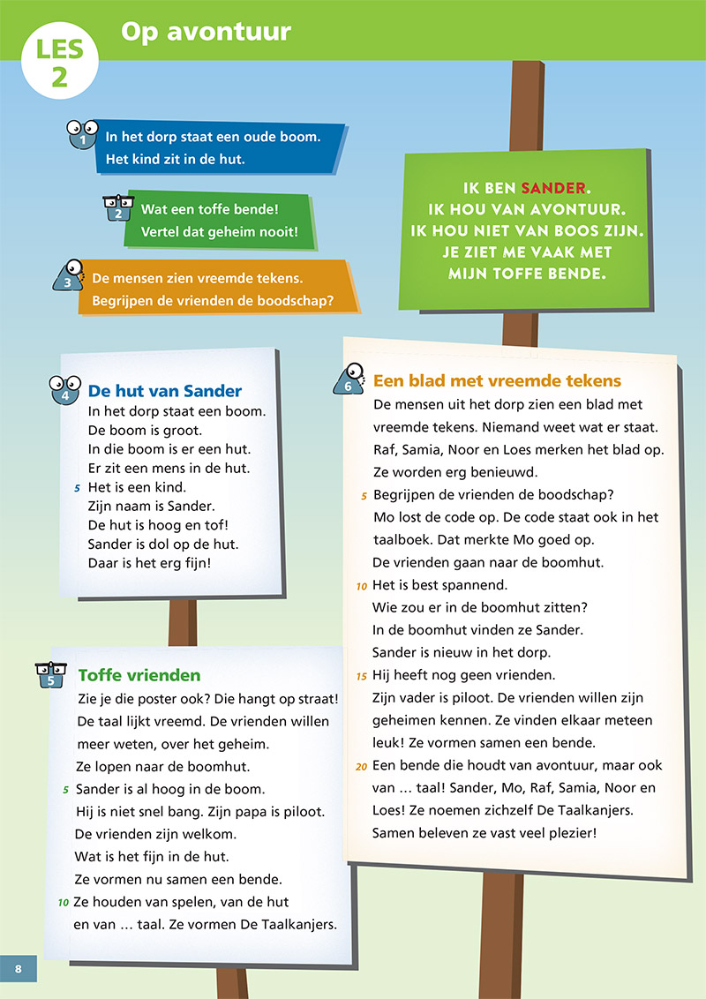 LES
2
Op avontuur
1
In het dorp staat een oude boom.
Het kind zit in de hut.
2
Wat een toffe bende!
Vertel dat geheim nooit!
3
De mensen zien vreemde tekens.
Begrijpen de vrienden de boodschap?
IK BEN SANDER.
IK HOU VAN AVONTUUR.
IK HOU NIET VAN BOOS ZIJN.
JE ZIET ME VAAK MET
MIJN TOFFE BENDE.
4
De hut van Sander
In het dorp staat een boom.
De boom is groot.
In die boom is er een hut.
Er zit een mens in de hut.
5 Het is een kind.
Zijn naam is Sander.
De hut is hoog en tof!
Sander is dol op de hut.
Daar is het erg fijn!
5
Toffe vrienden
Zie je die poster ook? Die hangt op straat!
De taal lijkt vreemd. De vrienden willen
meer weten, over het geheim.
Ze lopen naar de boomhut.
5 Sander is al hoog in de boom.
Hij is niet snel bang. Zijn papa is piloot.
De vrienden zijn welkom.
Wat is het fijn in de hut.
Ze vormen nu samen een bende.
10 Ze houden van spelen, van de hut
en van … taal. Ze vormen De Taalkanjers.
6
Een blad met vreemde tekens
De mensen uit het dorp zien een blad met
vreemde tekens. Niemand weet wat er staat.
Raf, Samia, Noor en Loes merken het blad op.
Ze worden erg benieuwd.
5 Begrijpen de vrienden de boodschap?
Mo lost de code op. De code staat ook in het
taalboek. Dat merkte Mo goed op.
De vrienden gaan naar de boomhut.
10 Het is best spannend.
Wie zou er in de boomhut zitten?
In de boomhut vinden ze Sander.
Sander is nieuw in het dorp.
15 Hij heeft nog geen vrienden.
Zijn vader is piloot. De vrienden willen zijn
geheimen kennen. Ze vinden elkaar meteen
leuk! Ze vormen samen een bende.
20 Een bende die houdt van avontuur, maar ook
van … taal! Sander, Mo, Raf, Samia, Noor en
Loes! Ze noemen zichzelf De Taalkanjers.
Samen beleven ze vast veel plezier!
8